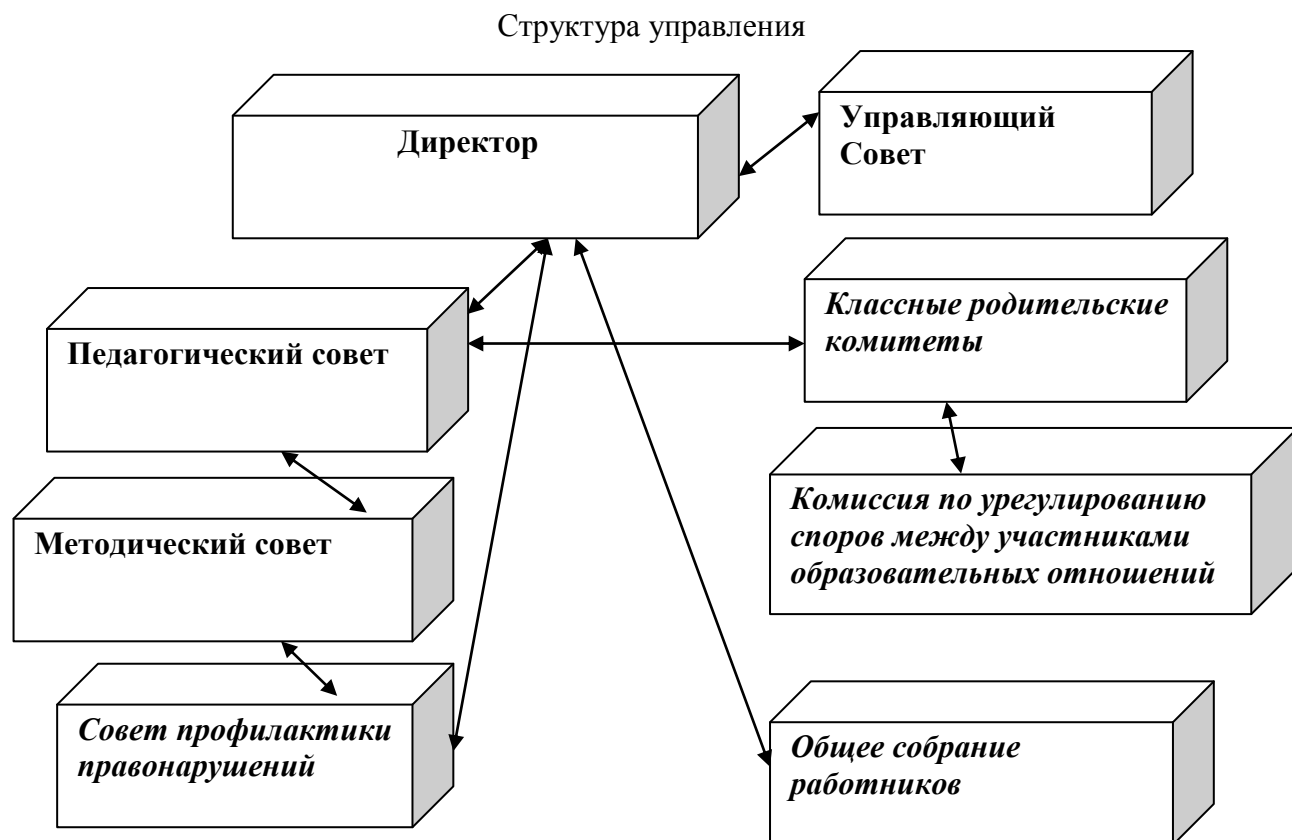 Структура управления
Директор
Управляющий
Совет
Классные родительские
комитеты
Педагогический совет
Комиссия по урегулированию
споров между участниками
образовательных отношений
Методический совет
Совет профилактики
правонарушений
Общее собрание
работников